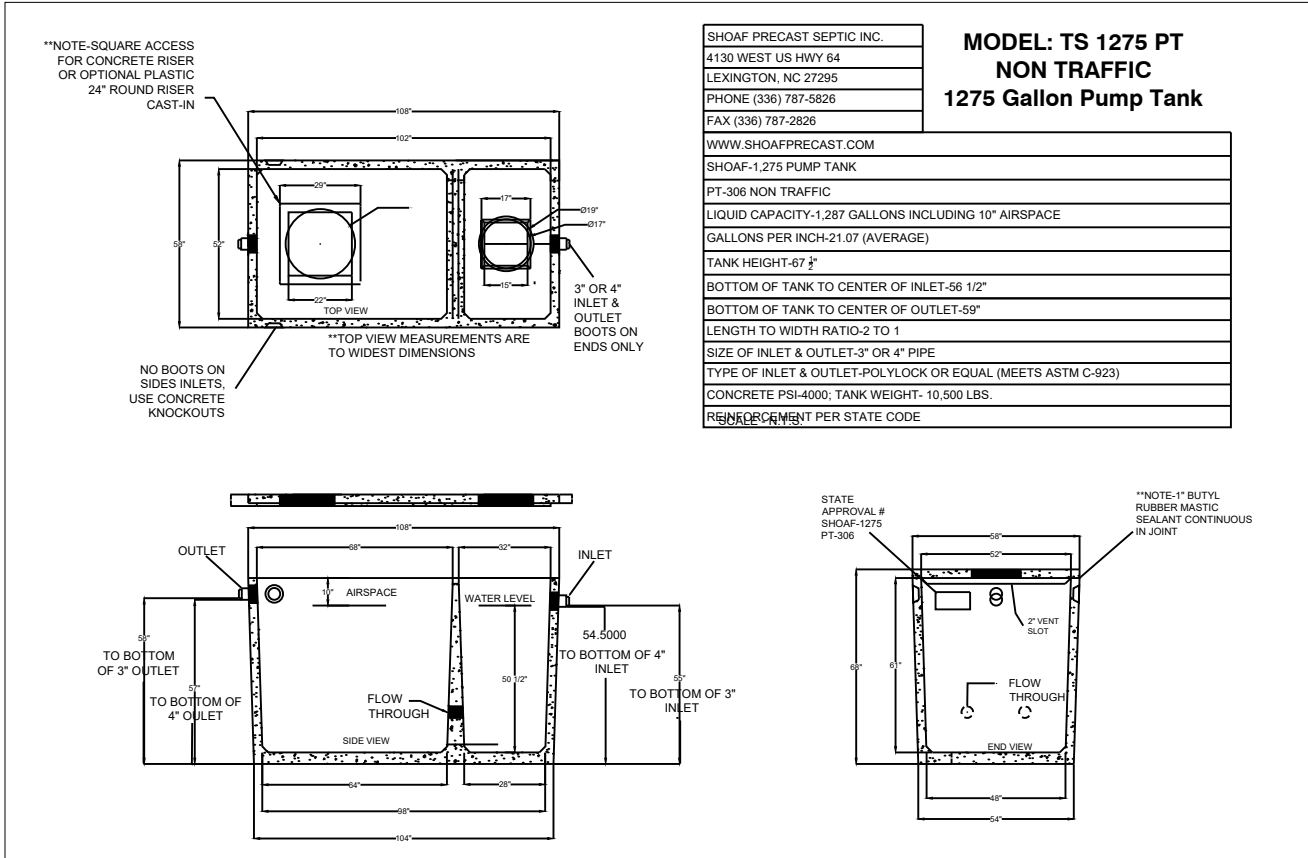 **NOTE-SQUARE ACCESS
FOR CONCRETE RISER
OR OPTIONAL PLASTIC
24" ROUND RISER
CAST-IN
108"
102"
29"
17"
Ø19"
Ø17"
58"
52"
22"
15"
TOP VIEW
3" OR 4"
INLET &
OUTLET
BOOTS ON
ENDS ONLY
**TOP VIEW MEASUREMENTS ARE
TO WIDEST DIMENSIONS
NO BOOTS ON
SIDES INLETS,
USE CONCRETE
KNOCKOUTS
SHOAF PRECAST SEPTIC INC.
4130 WEST US HWY 64
LEXINGTON, NC 27295
PHONE (336) 787-5826
FAX (336) 787-2826
MODEL: TS 1275 PT
NON TRAFFIC
1275 Gallon Pump Tank
WWW.SHOAFPRECAST.COM
SHOAF-1,275 PUMP TANK
PT-306 NON TRAFFIC
LIQUID CAPACITY-1,287 GALLONS INCLUDING 10" AIRSPACE
GALLONS PER INCH-21.07 (AVERAGE)
TANK HEIGHT-67 ½"
BOTTOM OF TANK TO CENTER OF INLET-56 1/2"
BOTTOM OF TANK TO CENTER OF OUTLET-59"
LENGTH TO WIDTH RATIO-2 TO 1
SIZE OF INLET & OUTLET-3" OR 4" PIPE
TYPE OF INLET & OUTLET-POLYLOCK OR EQUAL (MEETS ASTM C-923)
CONCRETE PSI-4000; TANK WEIGHT- 10,500 LBS.
REINFORCEMENT PER STATE CODE
SCALE - N.T.S.
108"
OUTLET
68"
32"
INLET
10"
AIRSPACE
WATER LEVEL
58"
TO BOTTOM
OF 3" OUTLET
57"
TO BOTTOM OF
4" OULET
54.5000
TO BOTTOM OF 4"
INLET
50 1/2"
55"
TO BOTTOM OF 3"
INLET
FLOW
THROUGH
SIDE VIEW
64"
28"
98"
104"
STATE
APPROVAL #
SHOAF-1275
PT-306
**NOTE-1" BUTYL
RUBBER MASTIC
SEALANT CONTINUOUS
IN JOINT
58"
52"
2" VENT
SLOT
68"
61"
FLOW
THROUGH
END VIEW
48"
54"